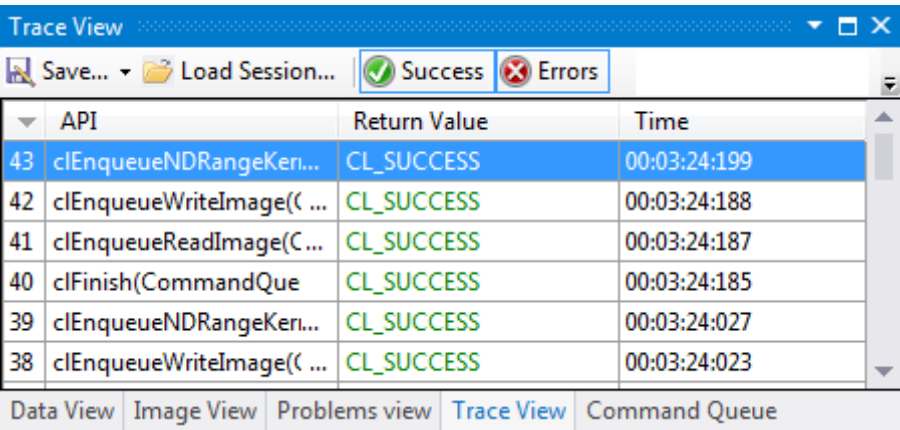 Trace View
Save... Load Session... Success Errors
API Return Value Time
43 clEnqueueNDRangeKern... CL_SUCCESS 00:03:24:199
42 clEnqueueWriteImage(C ... CL_SUCCESS 00:03:24:188
41 clEnqueueReadImage(C... CL_SUCCESS 00:03:24:187
40 clFinish(CommandQue CL_SUCCESS 00:03:24:185
39 clEnqueueNDRangeKern... CL_SUCCESS 00:03:24:027
38 clEnqueueWriteImage(C ... CL_SUCCESS 00:03:24:023
Data View Image View Problems view Trace View Command Queue